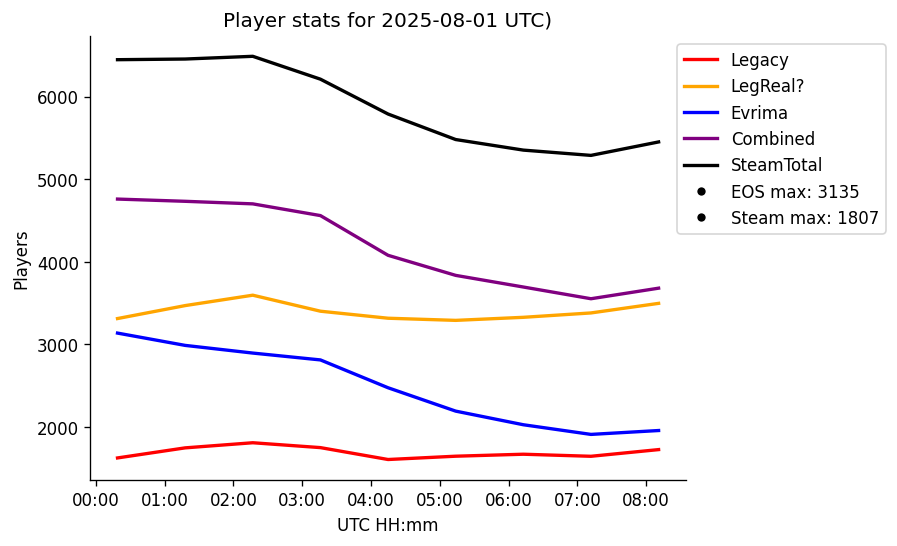 Player stats for 2025-08-01 UTC)
Legacy
LegReal?
Evrima
Combined
SteamTotal
EOS max: 3135
Steam max: 1807
Players
6000
5000
4000
3000
2000
00:00 01:00 02:00 03:00 04:00 05:00 06:00 07:00 08:00
UTC HH:mm